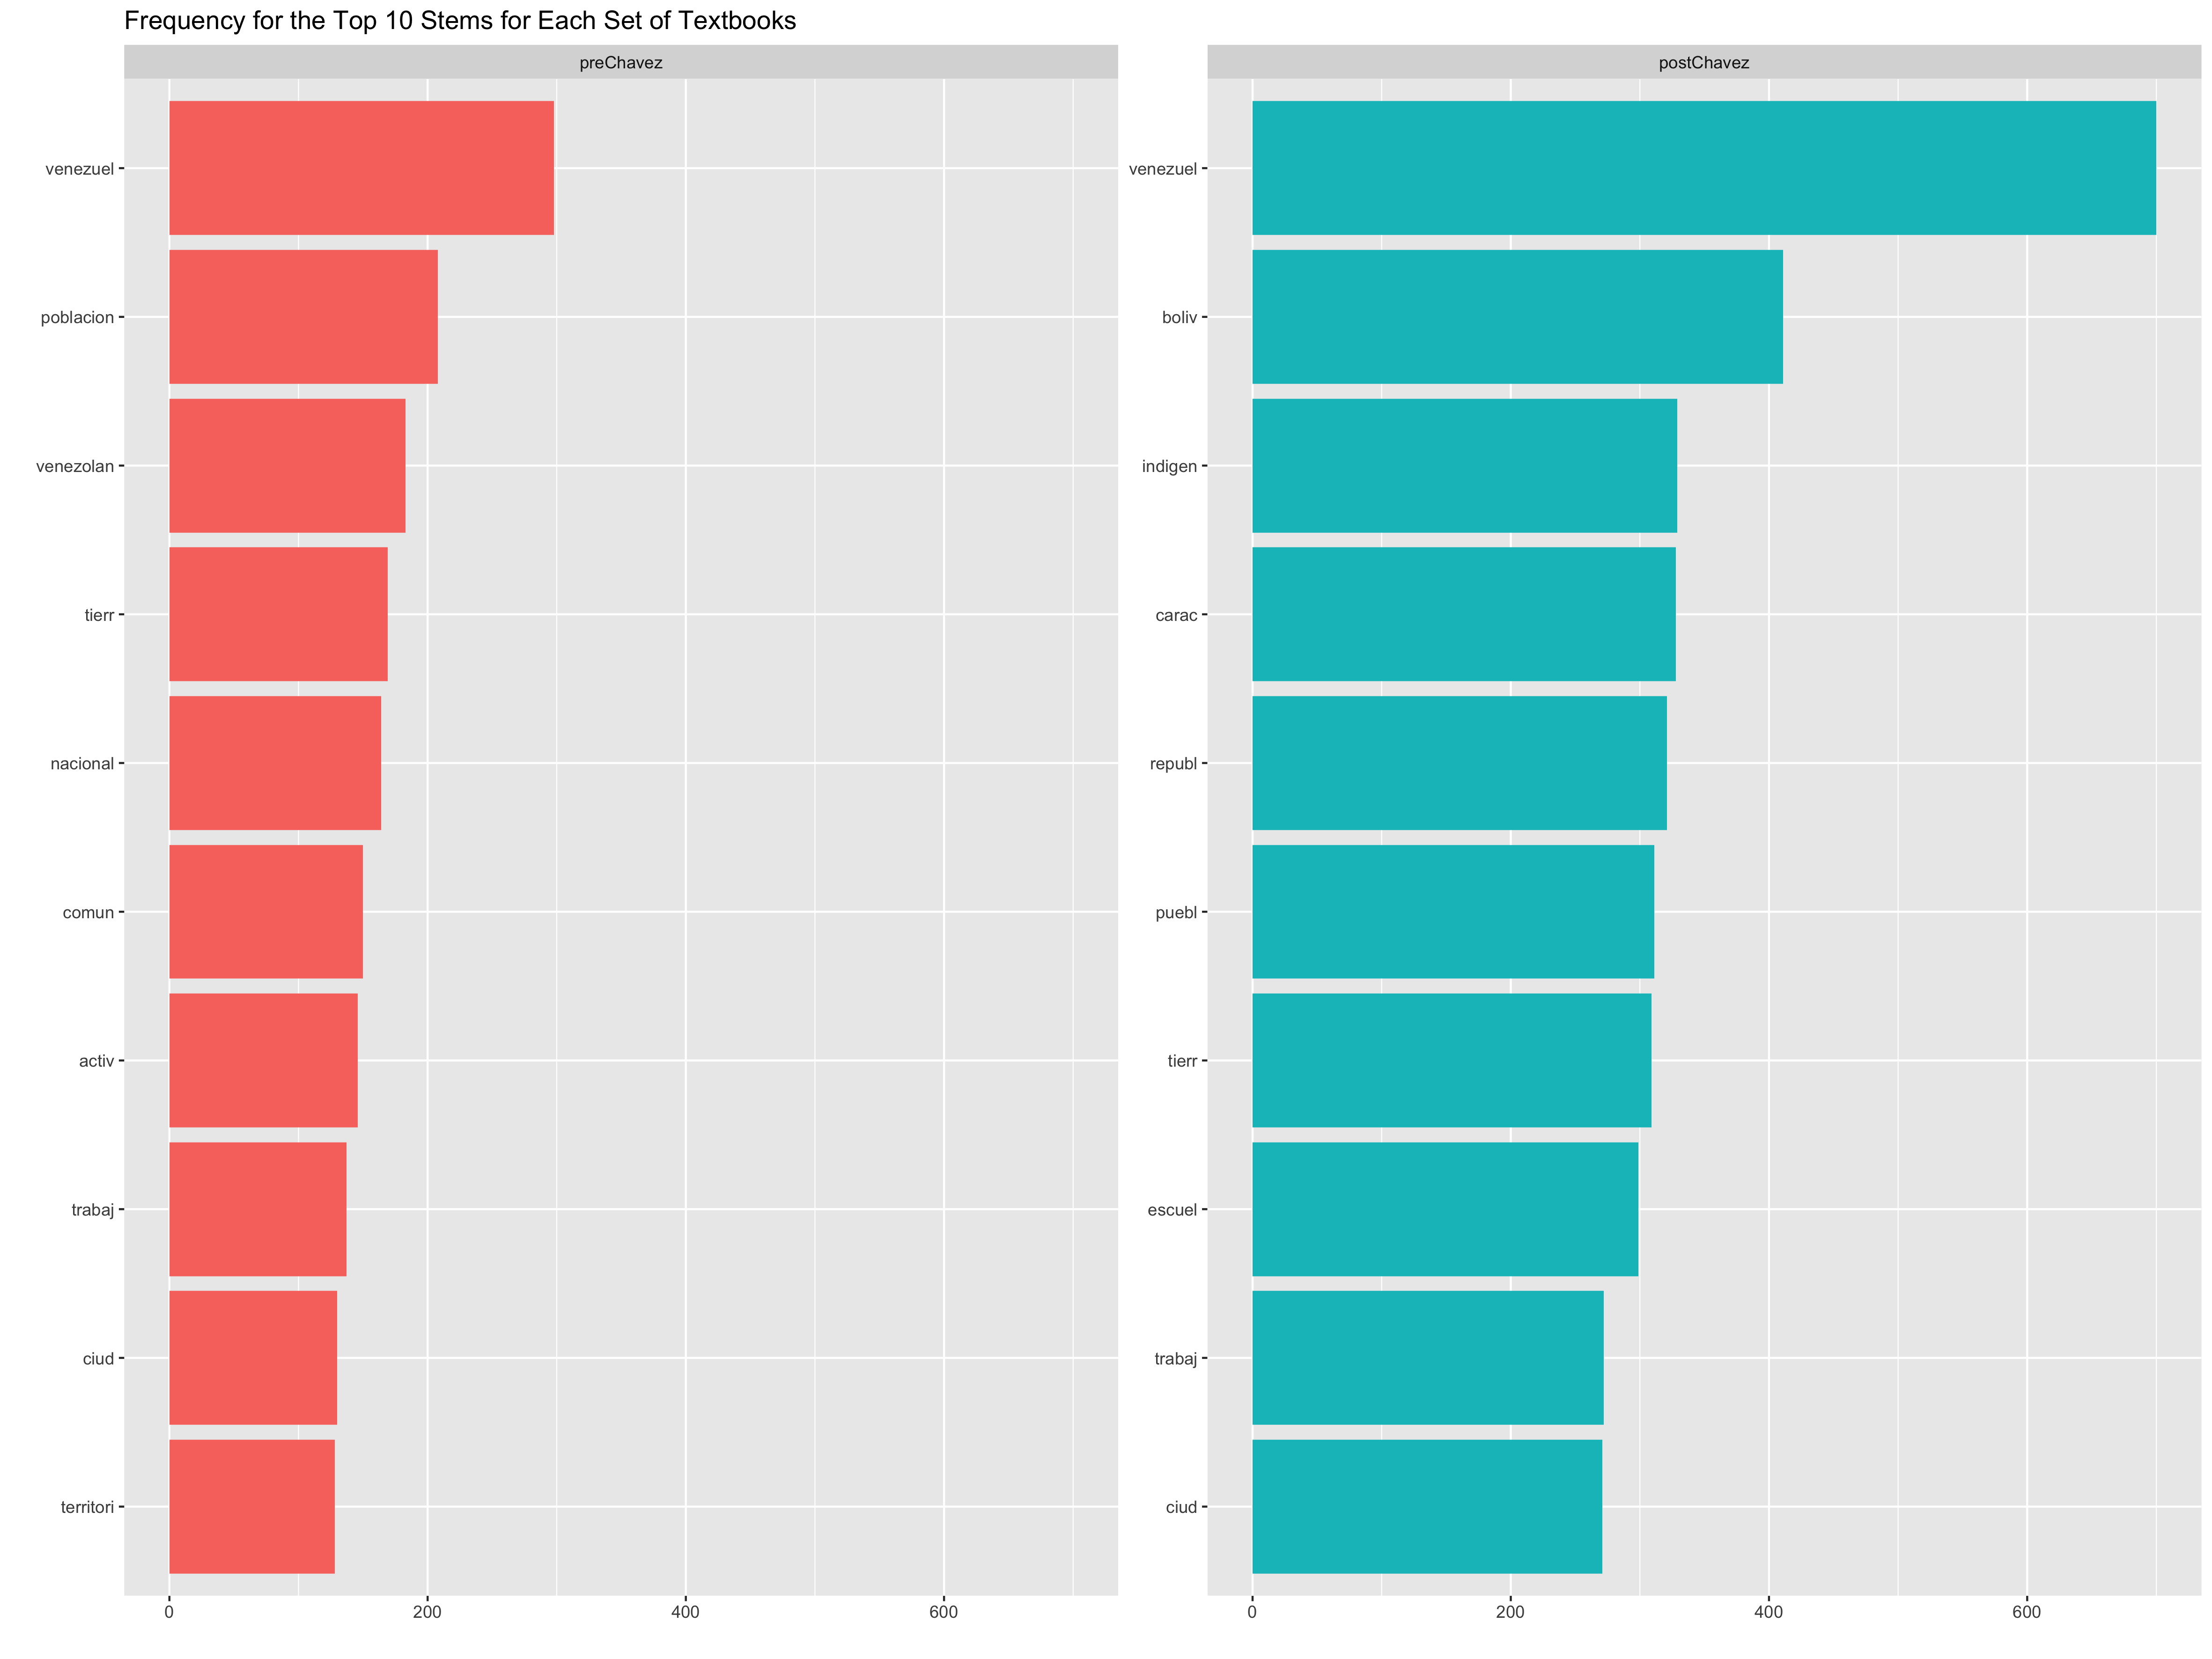 Frequency for the Top 10 Stems for Each Set of Textbooks
preChavez
venezuel
poblacion
venezolan
tierr
nacional
comun
activ
trabaj
ciud
territori
0 200 400 600
postChavez
venezuel
boliv
indigen
carac
republ
puebl
tierr
escuel
trabaj
ciud
0 200 400 600